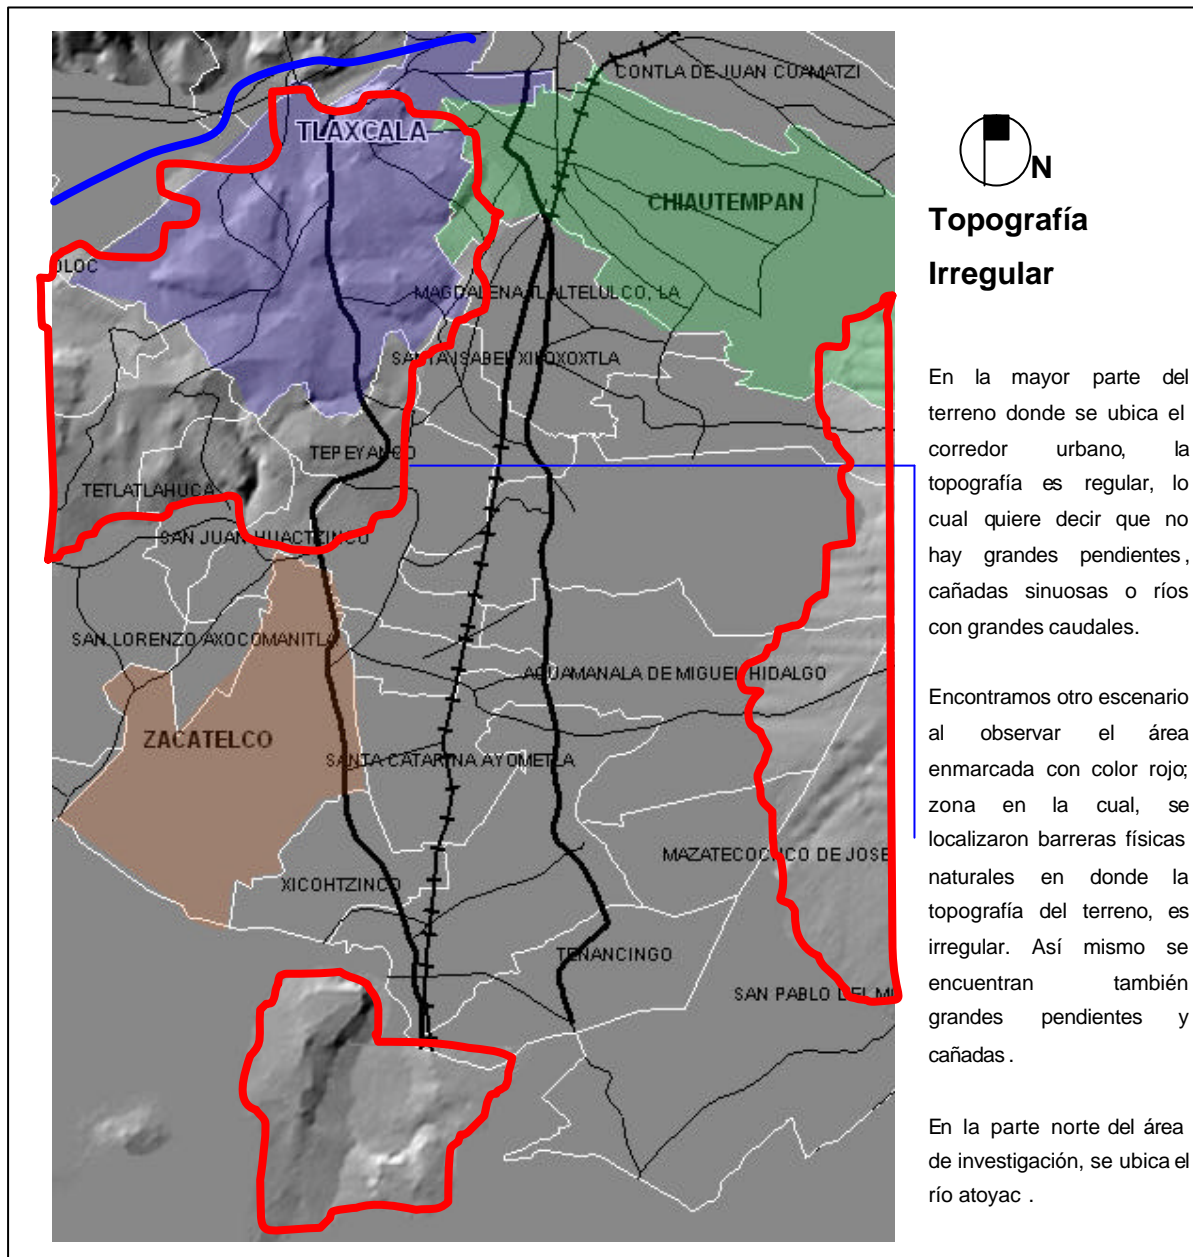 CONTLA DE JUAN CUAMATZI
TLAXCALA
CHIAUTEMPAN
OLOC
MAGDALENA TLALTELULCO, LA
SANTA ISABEL XILOXOXTLA
TEPEYANCO
TETLATLAHUCA
SAN JUAN HUACTZINCO
SAN LORENZO AXOCOMANITLA
ACUAMANALA DE MIGUEL HIDALGO
ZACATELCO
SANTA CATARINA AYOMETLA
MAZATECOCHCO DE JOSE
XICOHTZINCO
TENANCINGO
SAN PABLO DEL MO
N
Topografía
Irregular
En la mayor parte del
terreno donde se ubica el
corredor urbano, la
topografía es regular, lo
cual quiere decir que no
hay grandes pendientes,
cañadas sinuosas o ríos
con grandes caudales.
Encontramos otro escenario
al observar el área
enmarcada con color rojo;
zona en la cual, se
localizaron barreras físicas
naturales en donde la
topografía del terreno, es
irregular. Así mismo se
encuentran también
grandes pendientes y
cañadas.
En la parte norte del área
de investigación, se ubica el
río atoyac .